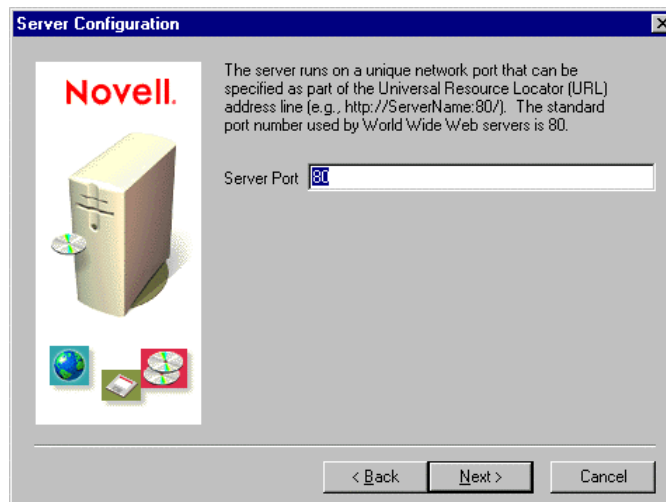 Server Configuration
Novell.
The server runs on a unique network port that can be
specified as part of the Universal Resource Locator (URL)
address line (e.g., http://ServerName:80/). The standard
port number used by World Wide Web servers is 80.
Server Port 80
< Back Next > Cancel